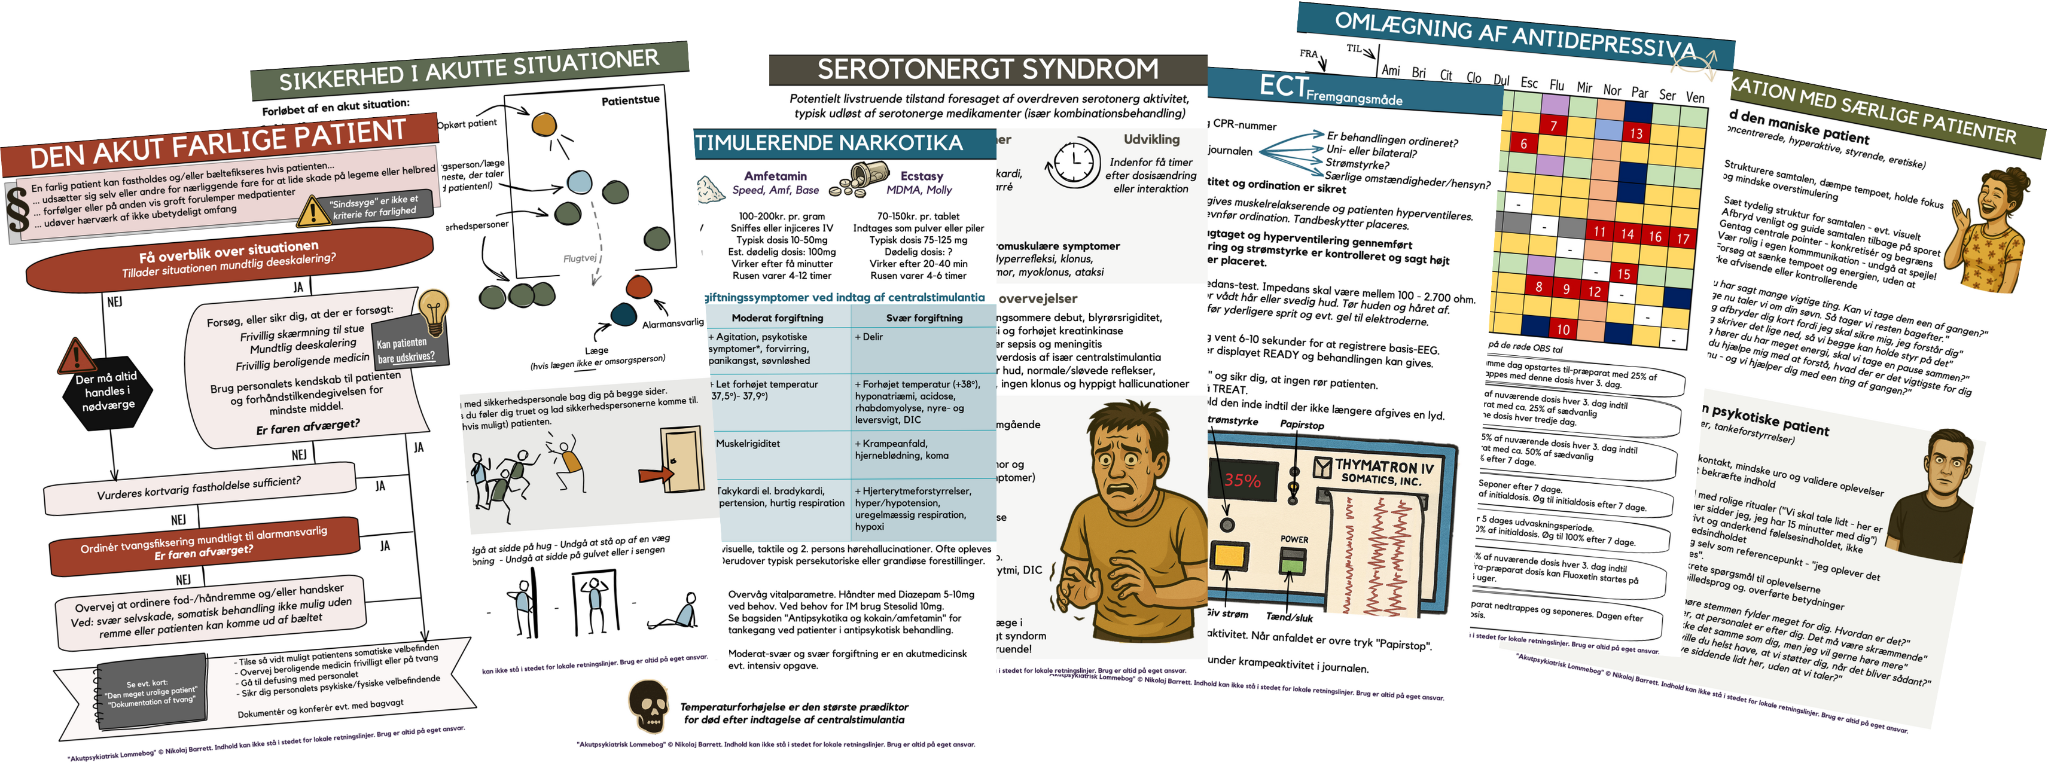 DEN AKUT FARLIGE PATIENT
En farlig patient kan fastholdes og/eller bæltefikseres hvis patienten...
... udsætter sig selv eller andre for nærliggende fare for at lide skade på legeme eller helbred
... forfølger eller på anden vis groft forulemper medpatienter
... udøver hærværk af ikke ubetydeligt omfang
§
"Sindssyge" er ikke et
kriterie for farlighed
Få overblik over situationen
Tillader situationen mundtlig deeskalering?
NEJ
JA
Der må altid
handles i
nødværge
Forsøg, eller sikr dig, at der er forsøgt:
Frivillig skærmning til stue
Mundtlig deeskalering
Frivillig beroligende medicin
Kan patienten
bare udskrives?
Brug personalets kendskab til patienten
og forhåndstilkendegivelsen for
mindste middel.
Er faren afværget?
NEJ
JA
Vurderes kortvarig fastholdelse sufficient?
JA
NEJ
Ordinér tvangsfiksering mundtligt til alarmansvarlig
Er faren afværget?
JA
NEJ
Overvej at ordinere fod-/håndremme og/eller handsker
Ved: svær selvskade, somatisk behandling ikke mulig uden
remme eller patienten kan komme ud af bæltet
Se evt. kort:
"Den meget urolige patient"
"Dokumentation af tvang"
- Tilse så vidt muligt patientens somatiske velbefinden
- Overvej beroligende medicin frivilligt eller på tvang
- Gå til defusing med personalet
- Sikr dig personalets psykiske/fysiske velbefindende
Dokumentér og konferér evt. med bagvagt
"Akutpsykiatrisk Lommebog" © Nikolaj Barrett. Indhold kan ikke stå i stedet for lokale retningslinjer. Brug er altid på eget ansvar.
SIKKERHED I AKUTTE SITUATIONER
Forløbet af en akut situation:
Patientstue
Opkørt patient
gsperson/læge
neste, der taler
d patienten!)
erhedspersoner
Flugtvej
Alarmansvarlig
Læge
(hvis lægen ikke er omsorgsperson)
med sikkerhedspersonale bag dig på begge sider.
du føler dig truet og lad sikkerhedspersonerne komme til.
hvis muligt) patienten.
dgå at sidde på hug - Undgå at stå op af en væg
bning - Undgå at sidde på gulvet eller i sengen
kan ikke stå i stedet for lokale retningslinjer. Brug er altid på eget ansvar.
TIMULERENDE NARKOTIKA
Amfetamin
Speed, Amf, Base
Ecstasy
MDMA, Molly
100-200kr. pr. gram
Sniffes eller injiceres IV
Typisk dosis 10-50mg
Est. dødelig dosis: 100mg
Virker efter få minutter
Rusen varer 4-12 timer
70-150kr. pr. tablet
Indtages som pulver eller piller
Typisk dosis 75-125 mg
Dødelig dosis: ?
Virker efter 20-40 min
Rusen varer 4-6 timer
giftningssymptomer ved indtag af centralstimulantia
Moderat forgiftning
Svær forgiftning
+ Agitation, psykotiske
symptomer*, forvirring,
panikangst, søvnløshed
+ Delir
+ Let forhøjet temperatur
37,5°)- 37,9°)
+ Forhøjet temperatur (+38°),
hyponatriæmi, acidose,
rhabdomyolyse, nyre- og
leversvigt, DIC
Muskelrigiditet
+ Krampeanfald,
hjerneblødning, koma
Takykardi el. bradykardi,
pertension, hurtig respiration
+ Hjerterytmeforstyrrelser,
hyper/hypotension,
uregelmæssig respiration,
hypoxi
visuelle, taktile og 2. persons hørehallucinationer. Ofte opleves
Derudover typisk persekutoriske eller grandiøse forestillinger.
Overvåg vitalparametre. Håndter med Diazepam 5-10mg
ved behov. Ved behov for IM brug Stesolid 10mg.
Se bagsiden "Antipsykotika og kokain/amfetamin" for
tankegang ved patienter i antipsykotisk behandling.
Moderat-svær og svær forgiftning er en akutmedicinsk
evt. intensiv opgave.
Temperaturforhøjelse er den største prædiktor
for død efter indtagelse af centralstimulantia
"Akutpsykiatrisk Lommebog" © Nikolaj Barrett. Indhold kan ikke stå i stedet for lokale retningslinjer. Brug er altid på eget ansvar.
SEROTONERGT SYNDROM
Potentielt livstruende tilstand foresaget af overdreven serotonerg aktivitet,
typisk udløst af serotonerge medikamenter (især kombinationsbehandling)
ner
kardi,
arré
Udvikling
Indenfor få timer
efter dosisændring
eller interaktion
romuskulære symptomer
Hyperrefleksi, klonus,
mor, myoklonus, ataksi
overvejelser
ngsommere debut, blyrørsrigiditet,
si og forhøjet kreatinkinase
er sepsis og meningitis
verdosis af især centralstimulantia
r hud, normale/sløvede reflekser,
, ingen klonus og hyppigt hallucinationer
mgående
nor og
mptomer)
se
ytmi, DIC
læge i
gt syndorm
ruende!
i stedet for lokale retningslinjer. Brug er altid på eget ansvar.
ECT Fremgangsmåde
g CPR-nummer
journalen
Er behandlingen ordineret?
Uni- eller bilateral?
Strømstyrke?
Særlige omstændigheder/hensyn?
titet og ordination er sikret
gives muskelrelakserende og patienten hyperventileres.
evnfør ordination. Tandbeskytter placeres.
ugtaget og hyperventilering gennemført
ring og strømstyrke er kontrolleret og sagt højt
er placeret.
edans-test. Impedans skal være mellem 100 - 2.700 ohm.
or vådt hår eller svedig hud. Tør huden og håret af.
før yderligere sprit og evt. gel til elektroderne.
g vent 6-10 sekunder for at registrere basis-EEG.
er displayet READY og behandlingen kan gives.
" og sikr dig, at ingen rør patienten.
å TREAT.
old den inde indtil der ikke længere afgives en lyd.
trømstyrke
Papirstop
35%
THYMATRON IV
SOMATICS, INC.
POWER
Giv strøm
Tænd/sluk
aktivitet. Når anfaldet er ovre tryk "Papirstop".
under krampeaktivitet i journalen.
"Akutpsykiatrisk Lommebog" © Nikolaj Barrett. Indhold kan ikke stå i stedet for lokale retningslinjer. Brug er altid på eget ansvar.
OMLÆGNING AF ANTIDEPRESSIVA
FRA
TIL
Ami Bri Cit Clo Dul Esc Flu Mir Nor Par Ser Ven
7 13
6
-
- 11 14 16 17
-
- 15
8 9 12 -
-
10 -
på de røde OBS tal
mme dag opstartes til-præparat med 25% af
appes med denne dosis hver 3. dag.
af nuværende dosis hver 3. dag indtil
rat med ca. 25% af sædvanlig
ne dosis hver tredje dag.
5% af nuværende dosis hver 3. dag indtil
rat med ca. 50% af sædvanlig
% efter 7 dage.
Seponer efter 7 dage.
af initialdosis. Øg til initialdosis efter 7 dage.
r 5 dages udvaskningsperiode.
0% af initialdosis. Øg til 100% efter 7 dage.
% af nuværende dosis hver 3. dag indtil
ra-præparat dosis kan Fluoxetin startes på
uger.
parat nedtrappes og seponeres. Dagen efter
osis.
i stedet for lokale retningslinjer. Brug er altid på eget ansvar.
KATION MED SÆRLIGE PATIENTER
d den maniske patient
oncentrerede, hyperaktive, styrende, eretiske)
Strukturere samtalen, dæmpe tempoet, holde fokus
og mindske overstimulering
Sæt tydelig struktur for samtalen - evt. visuelt
Afbryd venligt og guide samtalen tilbage på sporet
Gentag centrale pointer - konkretisér og begræns
Vær rolig i egen kommmunikation - undgå at spejle!
Forsøg at sænke tempoet og energien, uden at
ke afvisende eller kontrollerende
u har sagt mange vigtige ting. Kan vi tage dem een af gangen?"
ge nu taler vi om din søvn. Så tager vi resten bagefter."
g afbryder dig kort fordi jeg skal sikre mig, jeg forstår dig"
g skriver det lige ned, så vi begge kan holde styr på det"
g hører du har meget energi, skal vi tage en pause sammen?"
du hjælpe mig med at forstå, hvad der er det vigtigste for dig
nu - og vi hjælper dig med een ting af gangen?"
n psykotiske patient
er, tankeforstyrrelser)
kontakt, mindske uro og validere oplevelser
t bekræfte indhold
med rolige ritualer ("Vi skal tale lidt - her er
er sidder jeg, jeg har 15 minutter med dig")
ivt og anderkend følelsesindholdet, ikke
edsindholdet
g selv som referencepunkt - "jeg oplever det
es".
krete spørgsmål til oplevelserne
illedsprog og. overførte betydninger
høre stemmen fylder meget for dig. Hvordan er det?"
er, at personalet er efter dig. Det må være skræmmende"
ke det samme som dig, men jeg vil gerne høre mere"
ville du helst have, at vi støtter dig, når det bliver sådant?"
ve siddende lidt her, uden at vi taler?"
"Akutpsykiatrisk Lommebog" © Nikolaj Barrett. Indhold kan ikke stå i stedet for lokale retningslinjer. Brug er altid på eget ansvar.